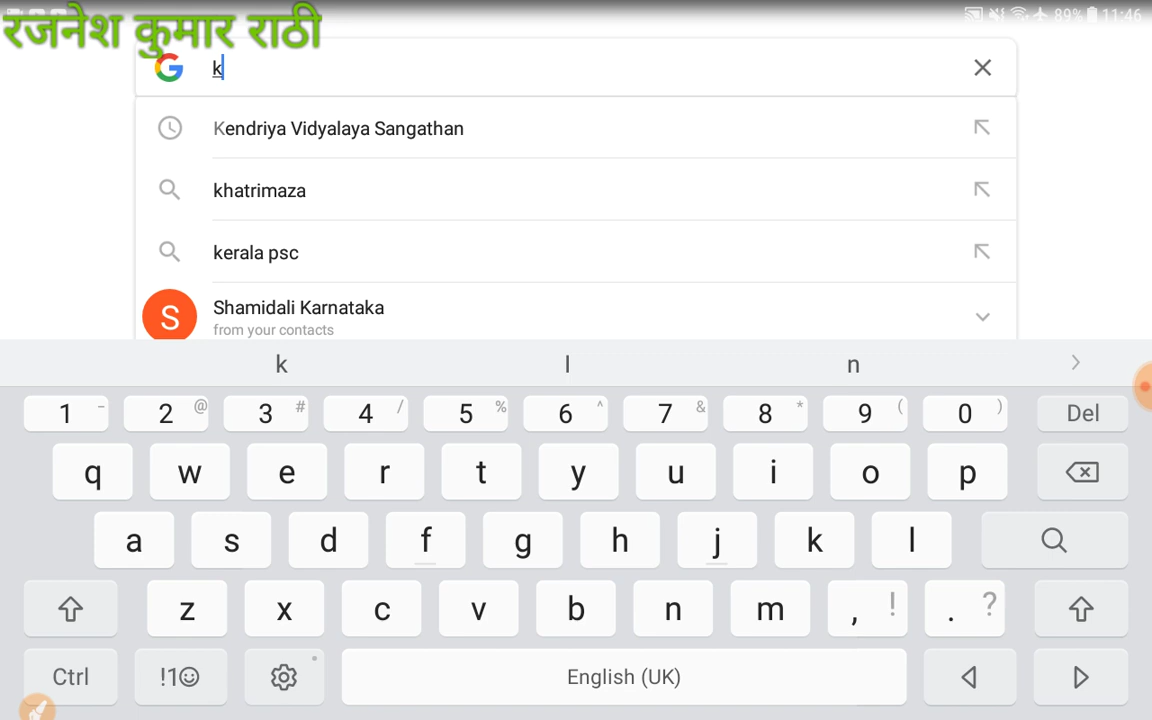 रजनेश कुमार राठी
89% 11:46
k
Kendriya Vidyalaya Sangathan
khatrimaza
kerala psc
S Shamidali Karnataka
from your contacts
k l n
1 - 2 @ 3 # 4 / 5 % 6 ^ 7 & 8 * 9 ( 0 ) Del
q w e r t y u i o p
a s d f g h j k l
z x c v b n m , ! . ?
Ctrl !1☺ English (UK)